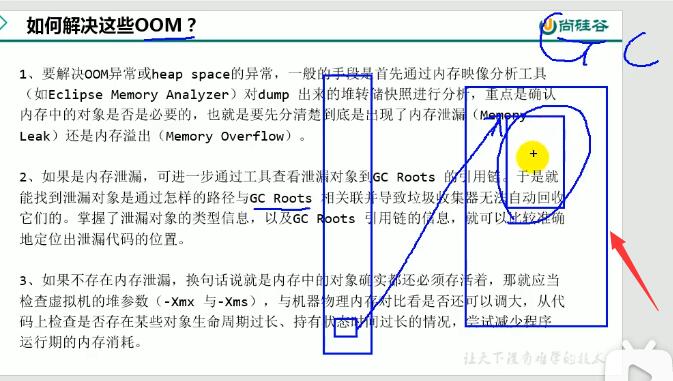 如何解决这些OOM？
尚硅谷
GC
1、要解决OOM异常或heap space的异常，一般的手段是首先通过内存映像分析工具
（如Eclipse Memory Analyzer）对dump 出来的堆转储快照进行分析，重点是确认
内存中的对象是否是必要的，也就是要先分清楚到底是出现了内存泄漏（Memory
Leak）还是内存溢出（Memory Overflow）。
2、如果是内存泄漏，可进一步通过工具查看泄漏对象到GC Roots 的引用链。于是就
能找到泄漏对象是通过怎样的路径与GC Roots 相关联并导致垃圾收集器无法自动回收
它们的。掌握了泄漏对象的类型信息，以及GC Roots 引用链的信息，就可以比较准确
地定位出泄漏代码的位置。
3、如果不存在内存泄漏，换句话说就是内存中的对象确实都还必须存活着，那就应当
检查虚拟机的堆参数（-Xmx 与-Xms），与机器物理内存对比看是否还可以调大，从代
码上检查是否存在某些对象生命周期过长、持有状态时间过长的情况，尝试减少程序
运行期的内存消耗。
让天下没有难学的技术